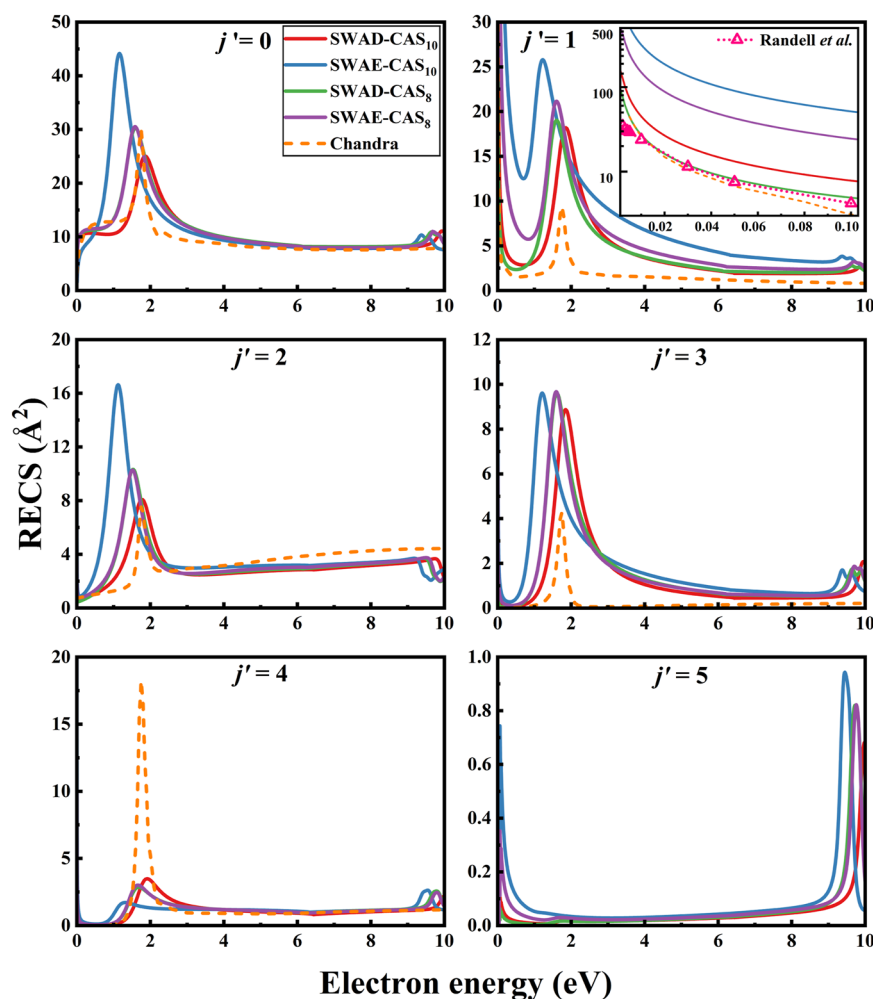 j' = 0
SWAD-CAS10
SWAE-CAS10
SWAD-CAS8
SWAE-CAS8
Chandra
50
40
30
20
10
0
0 2 4 6 8 10
j' = 1
Randell et al.
500
100
10
0.02 0.04 0.06 0.08 0.10
30
25
20
15
10
5
0
0 2 4 6 8 10
j' = 2
20
16
12
8
4
0
0 2 4 6 8 10
j' = 3
12
10
8
6
4
2
0
0 2 4 6 8 10
j' = 4
20
15
10
5
0
0 2 4 6 8 10
j' = 5
1.0
0.8
0.6
0.4
0.2
0.0
0 2 4 6 8 10
RECS (Å²)
Electron energy (eV)